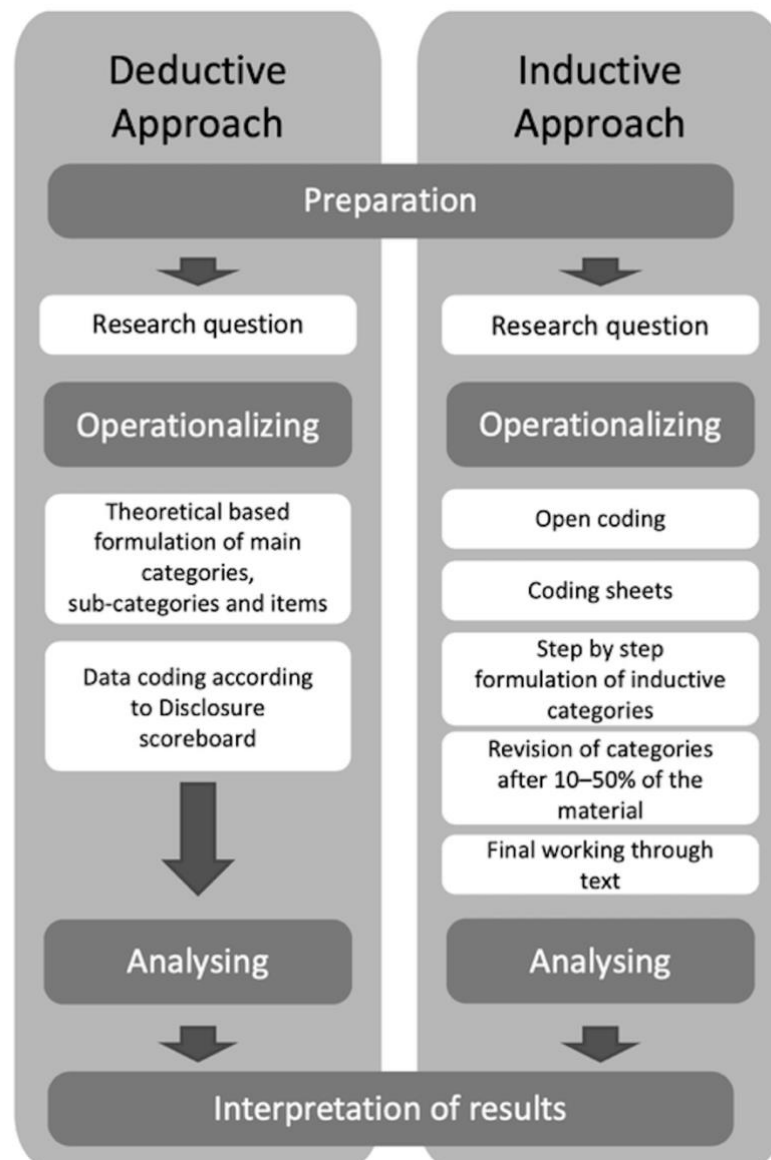 Deductive
Approach
Inductive
Approach
Preparation
Research question
Research question
Operationalizing
Operationalizing
Theoretical based
formulation of main
categories,
sub-categories and items
Data coding according
to Disclosure
scoreboard
Open coding
Coding sheets
Step by step
formulation of inductive
categories
Revision of categories
after 10–50% of the
material
Final working through
text
Analysing
Analysing
Interpretation of results